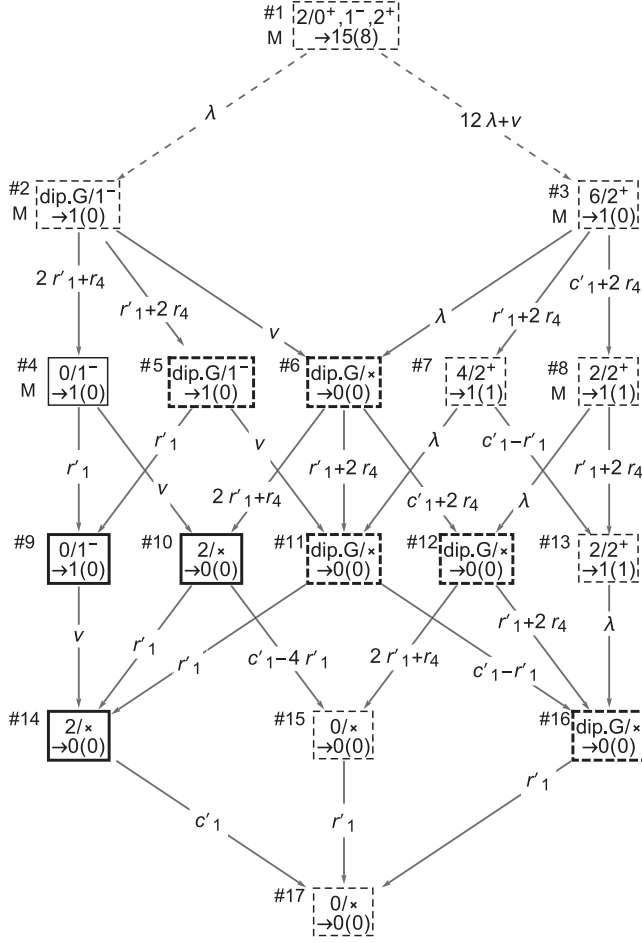 #1 2/0⁺,1⁻,2⁺
M →15(8)
λ 12 λ+v
#2 dip.G/1⁻
M →1(0)
#3 6/2⁺
M →1(0)
2 r′₁+r₄ r′₁+2 r₄ v λ r′₁+2 r₄ c′₁+2 r₄
#4 0/1⁻
M →1(0)
#5 dip.G/1⁻
→1(0)
#6 dip.G/×
→0(0)
#7 4/2⁺
→1(1)
#8 2/2⁺
M →1(1)
r′₁ v r′₁ v 2 r′₁+r₄ r′₁+2 r₄ c′₁+2 r₄ λ c′₁−r′₁ λ r′₁+2 r₄
#9 0/1⁻
→1(0)
#10 2/×
→0(0)
#11 dip.G/×
→0(0)
#12 dip.G/×
→0(0)
#13 2/2⁺
→1(1)
v r′₁ r′₁ c′₁−4 r′₁ 2 r′₁+r₄ c′₁−r′₁ r′₁+2 r₄ λ
#14 2/×
→0(0)
#15 0/×
→0(0)
#16 dip.G/×
→0(0)
c′₁ r′₁ r′₁
#17 0/×
→0(0)